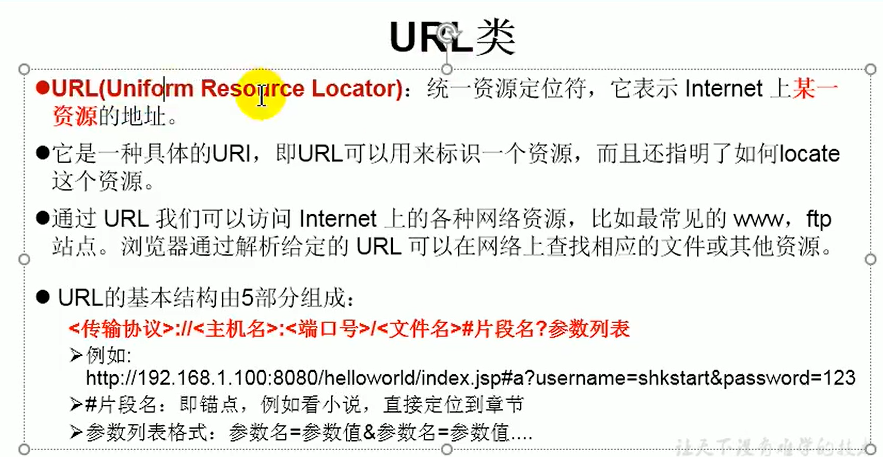 URL类
●URL(Uniform Resource Locator)：统一资源定位符，它表示 Internet 上某一
资源的地址。
●它是一种具体的URI，即URL可以用来标识一个资源，而且还指明了如何locate
这个资源。
●通过 URL 我们可以访问 Internet 上的各种网络资源，比如最常见的 www，ftp
站点。浏览器通过解析给定的 URL 可以在网络上查找相应的文件或其他资源。
● URL的基本结构由5部分组成：
<传输协议>://<主机名>:<端口号>/<文件名>#片段名?参数列表
➢例如:
http://192.168.1.100:8080/helloworld/index.jsp#a?username=shkstart&password=123
➢#片段名：即锚点，例如看小说，直接定位到章节
➢参数列表格式：参数名=参数值&参数名=参数值....
让天下没有难学的技术